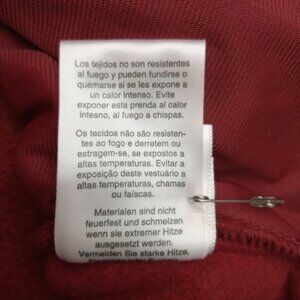 Los tejidos no son resistentes
al fuego y pueden fundirse o
quemarse si se les expone a
un calor intenso. Evite
exponer esta prenda al calor
intesno, al fuego a chispas.
Os tecidos não são resisten-
tes ao fogo e derretem ou
estragem-se, se expostos a
altas temperaturas. Evitar a
exposição deste vestuário a
altas temperaturas, chamas
ou faíscas.
Materialen sind nicht
feuerfest und schmelzen
wenn sie extremer Hitze
ausgesetzt werden.
Vermeiden Sie starke Hitze.